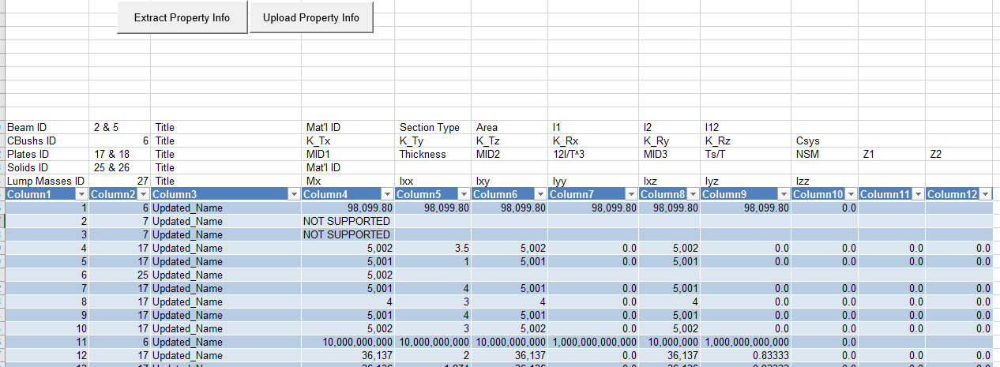 Extract Property Info Upload Property Info
Beam ID 2 & 5 Title Mat'l ID Section Type Area I1 I2 I12
CBushs ID 6 Title K_Tx K_Ty K_Tz K_Rx K_Ry K_Rz Csys
Plates ID 17 & 18 Title MID1 Thickness MID2 12I/T^3 MID3 Ts/T NSM Z1 Z2
Solids ID 25 & 26 Title Mat'l ID
Lump Masses ID 27 Title Mx Ixx Ixy Iyy Ixz Iyz Izz
Column1 Column2 Column3 Column4 Column5 Column6 Column7 Column8 Column9 Column10 Column11 Column12
1 6 Updated_Name 98,099.80 98,099.80 98,099.80 98,099.80 98,099.80 98,099.80 0.0
2 7 Updated_Name NOT SUPPORTED
3 7 Updated_Name NOT SUPPORTED
4 17 Updated_Name 5,002 3.5 5,002 0.0 5,002 0.0 0.0 0.0 0.0
5 17 Updated_Name 5,001 1 5,001 0.0 5,001 0.0 0.0 0.0 0.0
6 25 Updated_Name 5,002
7 17 Updated_Name 5,001 4 5,001 0.0 5,001 0.0 0.0 0.0 0.0
8 17 Updated_Name 4 3 4 0.0 4 0.0 0.0 0.0 0.0
9 17 Updated_Name 5,001 4 5,001 0.0 5,001 0.0 0.0 0.0 0.0
10 17 Updated_Name 5,002 3 5,002 0.0 5,002 0.0 0.0 0.0 0.0
11 6 Updated_Name 10,000,000,000 10,000,000,000 10,000,000,000 1,000,000,000,000 10,000,000 1,000,000,000,000 0.0
12 17 Updated_Name 36,137 2 36,137 0.0 36,137 0.83333 0.0 0.0 0.0